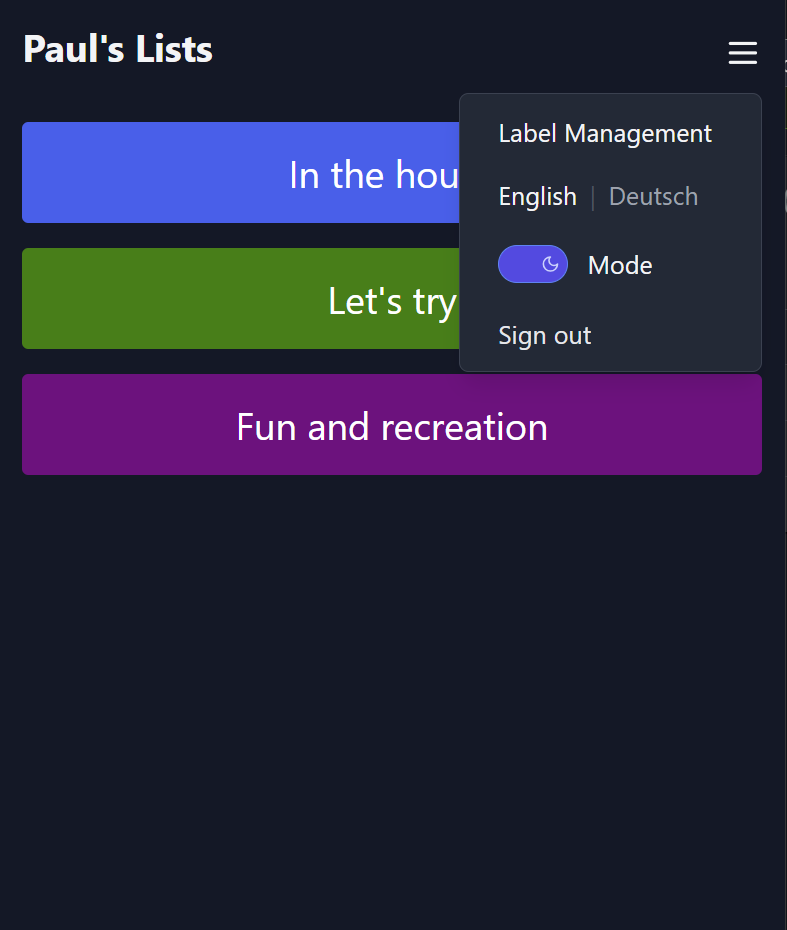 Paul's Lists
Label Management
English | Deutsch
Mode
Sign out
In the hou
Let's try
Fun and recreation